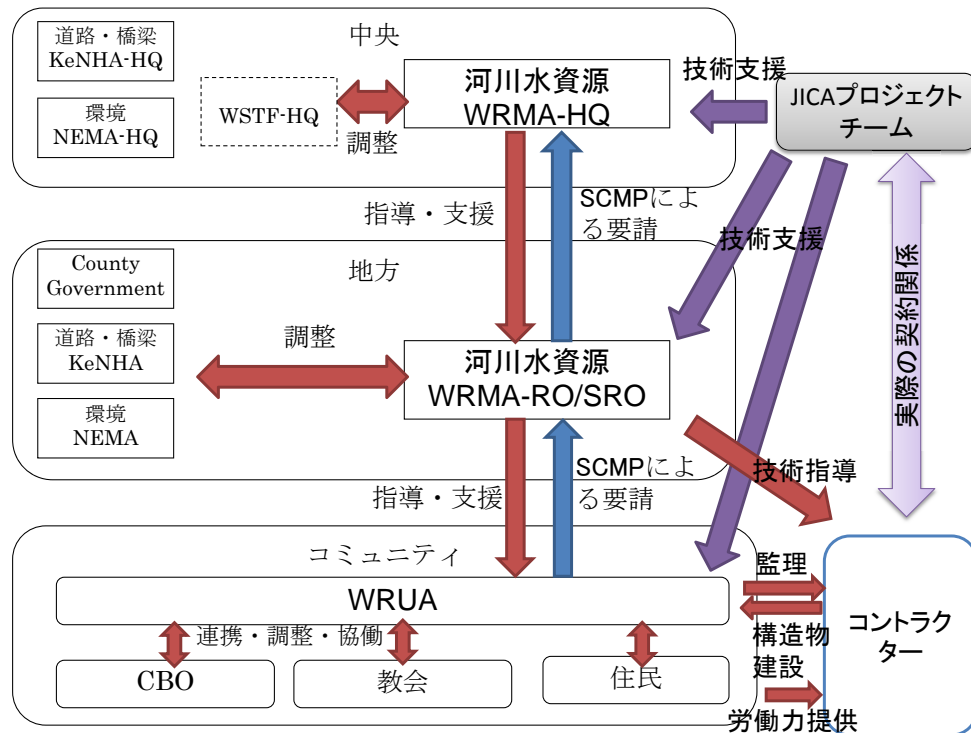 中央
道路・橋梁
KeNHA-HQ
環境
NEMA-HQ
WSTF-HQ
調整
河川水資源
WRMA-HQ
技術支援
JICAプロジェクト
チーム
指導・支援
SCMPによ
る要請
技術支援
County
Government
地方
道路・橋梁
KeNHA
環境
NEMA
調整
河川水資源
WRMA-RO/SRO
実際の契約関係
指導・支援
SCMPによ
る要請
技術指導
コミュニティ
WRUA
連携・調整・協働
CBO
教会
住民
監理
構造物
建設
労働力提供
コントラク
ター